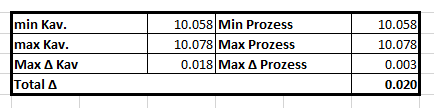 min Kav. 10.058 Min Prozess 10.058
max Kav. 10.078 Max Prozess 10.078
Max Δ Kav 0.018 Max Δ Prozess 0.003
Total Δ 0.020